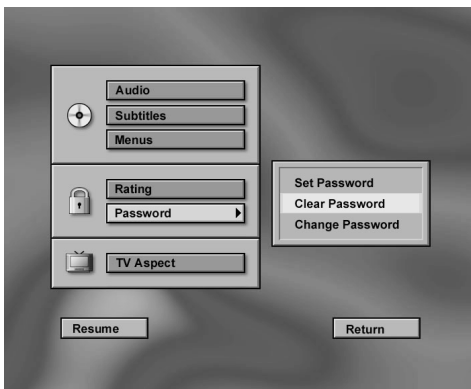 Audio
Subtitles
Menus
Rating
Password
TV Aspect
Set Password
Clear Password
Change Password
Resume
Return